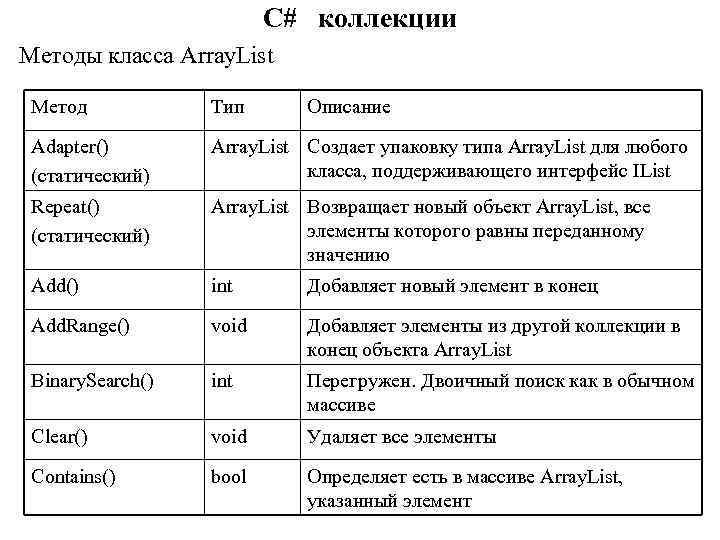 C# коллекции
Методы класса Array.List
Метод Тип Описание
Adapter() Array.List Создает упаковку типа Array.List для любого
(статический) класса, поддерживающего интерфейс IList
Repeat() Array.List Возвращает новый объект Array.List, все
(статический) элементы которого равны переданному
значению
Add() int Добавляет новый элемент в конец
Add.Range() void Добавляет элементы из другой коллекции в
конец объекта Array.List
Binary.Search() int Перегружен. Двоичный поиск как в обычном
массиве
Clear() void Удаляет все элементы
Contains() bool Определяет есть в массиве Array.List,
указанный элемент